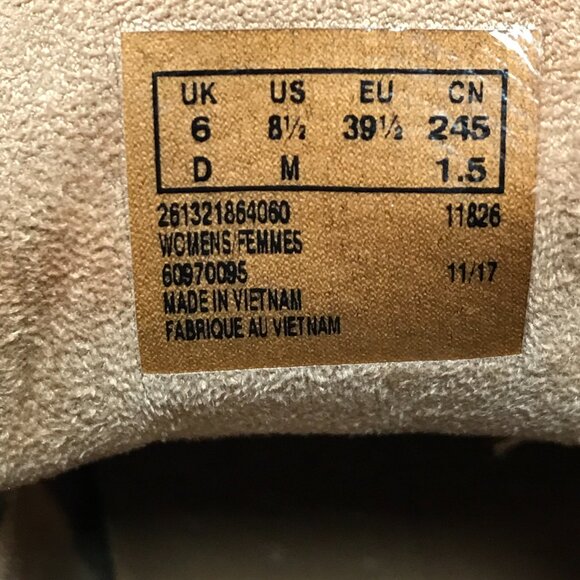 UK US EU CN
6 8½ 39½ 245
D M 1.5
261321864060 11826
WOMENS FEMMES
60970095 11/17
MADE IN VIETNAM
FABRIQUE AU VIETNAM